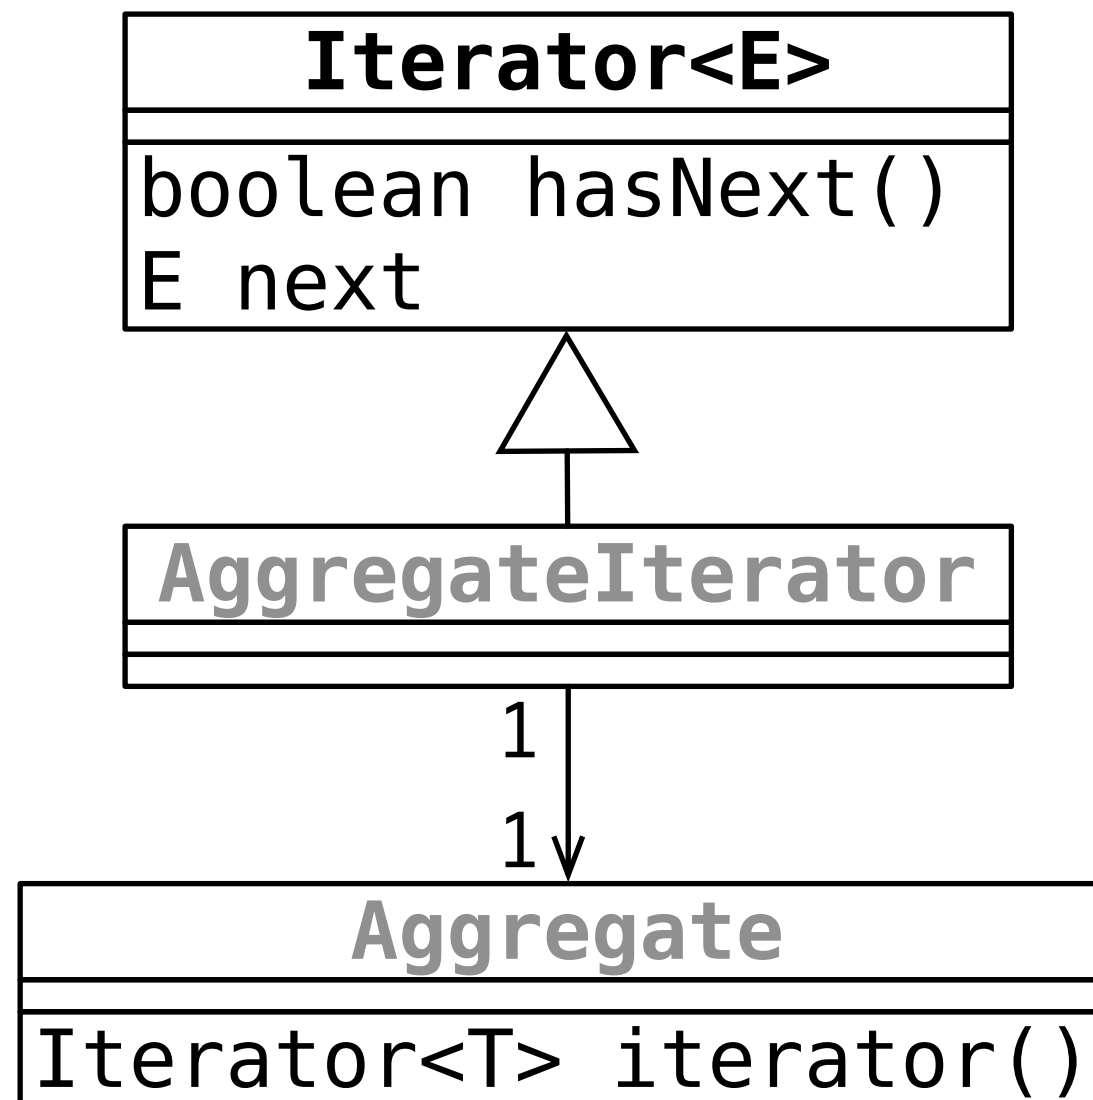 Iterator<E>
boolean hasNext()
E next
AggregateIterator
1
1
Aggregate
Iterator<T> iterator()